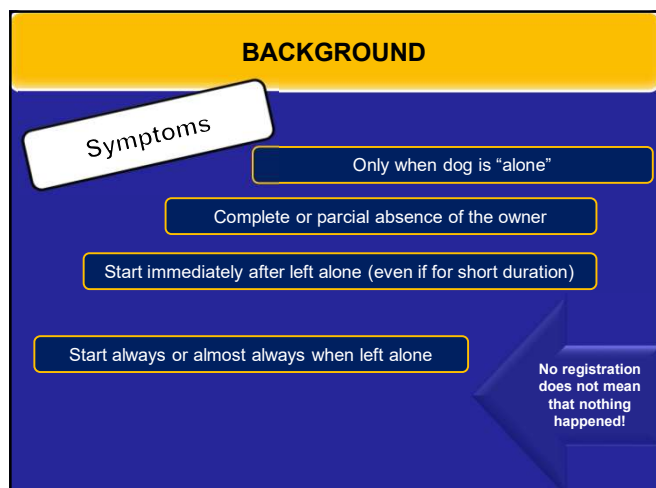 BACKGROUND
Symptoms
Only when dog is “alone”
Complete or parcial absence of the owner
Start immediately after left alone (even if for short duration)
Start always or almost always when left alone
No registration
does not mean
that nothing
happened!